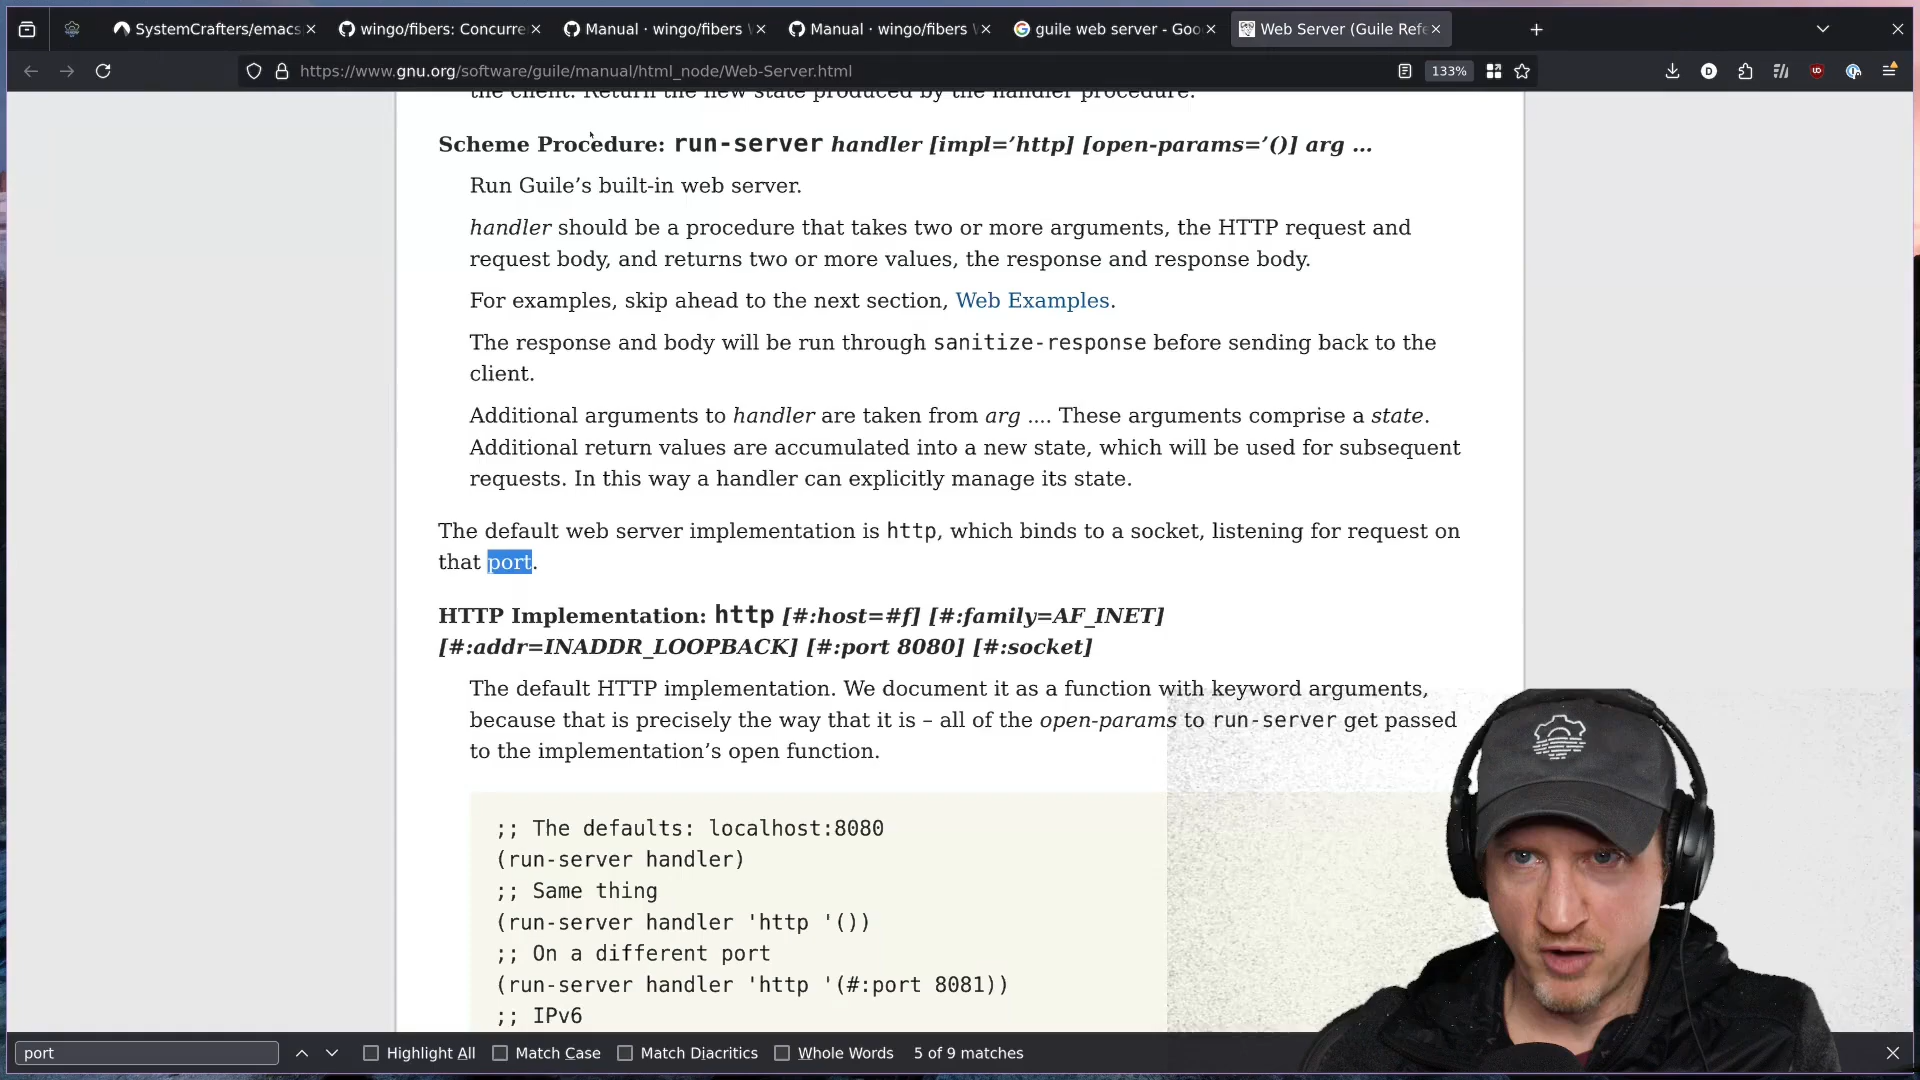 SystemCrafters/emacs
wingo/fibers: Concurre
Manual · wingo/fibers
Manual · wingo/fibers
guile web server - Goo
Web Server (Guile Refe
https://www.gnu.org/software/guile/manual/html_node/Web-Server.html
133%
the client. Return the new state produced by the handler procedure.
Scheme Procedure: run-server handler [impl=’http] [open-params=’()] arg …
Run Guile’s built-in web server.
handler should be a procedure that takes two or more arguments, the HTTP request and
request body, and returns two or more values, the response and response body.
For examples, skip ahead to the next section, Web Examples.
The response and body will be run through sanitize-response before sending back to the
client.
Additional arguments to handler are taken from arg .... These arguments comprise a state.
Additional return values are accumulated into a new state, which will be used for subsequent
requests. In this way a handler can explicitly manage its state.
The default web server implementation is http, which binds to a socket, listening for request on
that port.
HTTP Implementation: http [#:host=#f] [#:family=AF_INET]
[#:addr=INADDR_LOOPBACK] [#:port 8080] [#:socket]
The default HTTP implementation. We document it as a function with keyword arguments,
because that is precisely the way that it is – all of the open-params to run-server get passed
to the implementation’s open function.
;; The defaults: localhost:8080
(run-server handler)
;; Same thing
(run-server handler 'http '())
;; On a different port
(run-server handler 'http '(#:port 8081))
;; IPv6
port
Highlight All
Match Case
Match Diacritics
Whole Words
5 of 9 matches